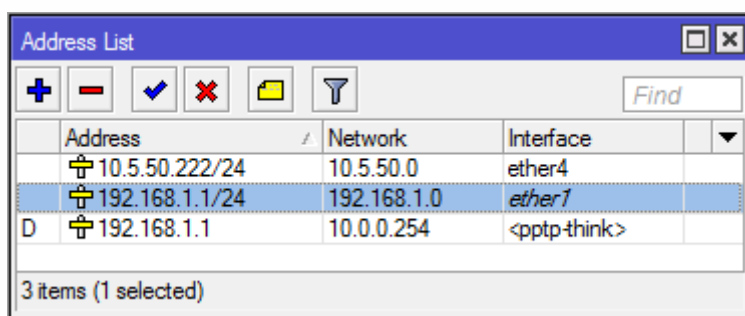 Address List
Find
Address Network Interface
10.5.50.222/24 10.5.50.0 ether4
192.168.1.1/24 192.168.1.0 ether1
D 192.168.1.1 10.0.0.254 <pptp-think>
3 items (1 selected)